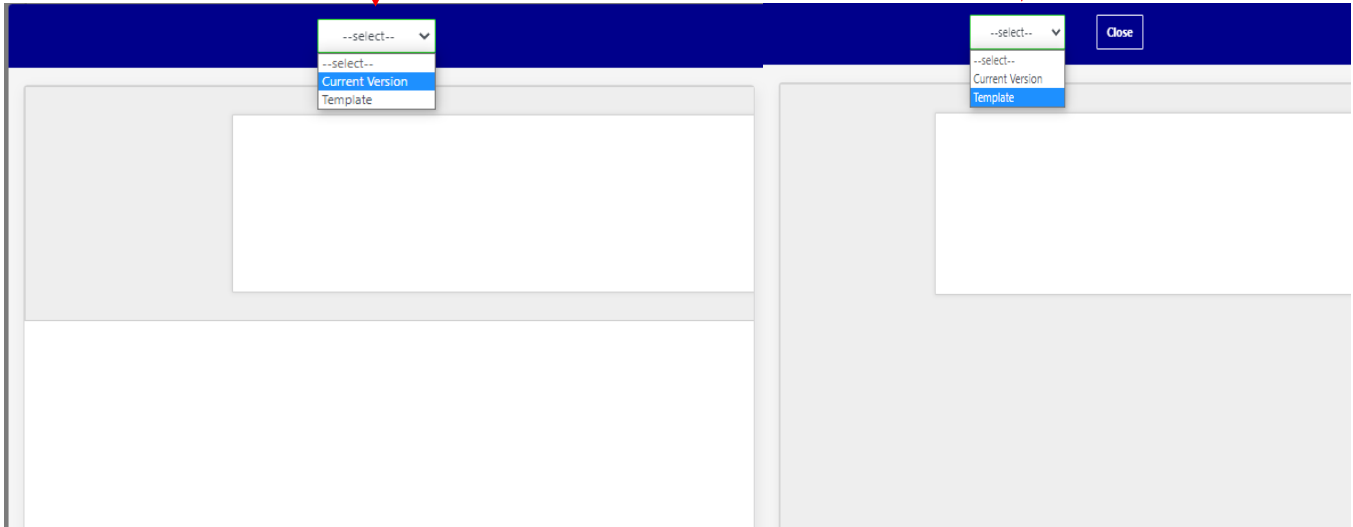 --select--
--select--
Current Version
Template
--select--
Close
--select--
Current Version
Template